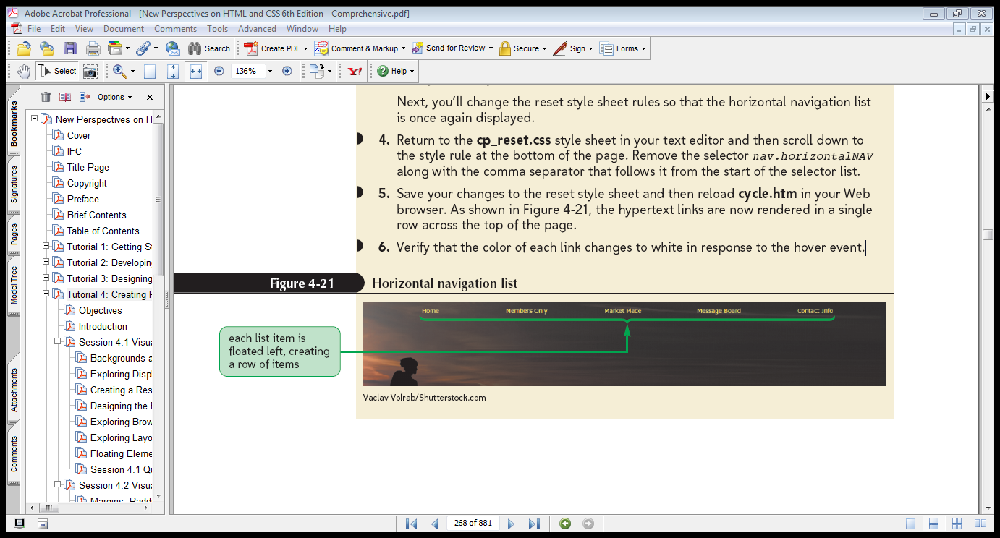 Adobe Acrobat Professional - [New Perspectives on HTML and CSS 6th Edition - Comprehensive.pdf]
File Edit View Document Comments Tools Advanced Window Help
Search Create PDF Comment & Markup Send for Review Secure Sign Forms
Select 136% Y! Help
Bookmarks
Signatures
Pages
Model Tree
Attachments
Comments
Options
New Perspectives on H
Cover
IFC
Title Page
Copyright
Preface
Brief Contents
Table of Contents
Tutorial 1: Getting S
Tutorial 2: Developin
Tutorial 3: Designing
Tutorial 4: Creating
Objectives
Introduction
Session 4.1 Visua
Backgrounds a
Exploring Disp
Creating a Res
Designing the
Exploring Brow
Exploring Layo
Floating Eleme
Session 4.1 Q
Session 4.2 Visua
Margins, Padd
Next, you'll change the reset style sheet rules so that the horizontal navigation list
is once again displayed.
4. Return to the cp_reset.css style sheet in your text editor and then scroll down to
the style rule at the bottom of the page. Remove the selector nav.horizontalNAV
along with the comma separator that follows it from the start of the selector list.
5. Save your changes to the reset style sheet and then reload cycle.htm in your Web
browser. As shown in Figure 4-21, the hypertext links are now rendered in a single
row across the top of the page.
6. Verify that the color of each link changes to white in response to the hover event.
Figure 4-21 Horizontal navigation list
Home Members Only Market Place Message Board Contact Info
each list item is
floated left, creating
a row of items
Vaclav Volrab/Shutterstock.com
268 of 881